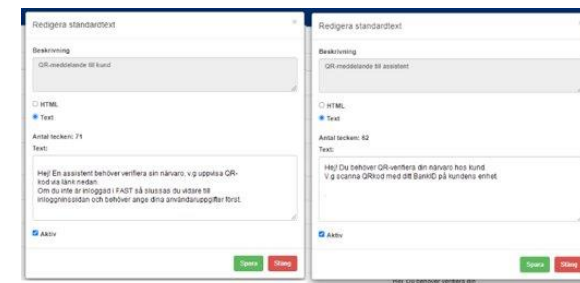 Redigera standardtext
×
Beskrivning
QR-meddelande till kund
HTML
Text
Antal tecken: 71
Text:
Hej! En assistent behöver verifiera sin närvaro, v.g uppvisa QR-
kod via länk nedan.
Om du inte är inloggad i FAST så slussas du vidare till
inloggninssidan och behöver ange dina användaruppgifter först.
Aktiv
Spara
Stäng
Redigera standardtext
Beskrivning
QR-meddelande till assistent
HTML
Text
Antal tecken: 62
Text:
Hej! Du behöver QR-verifiera din närvaro hos kund
V.g scanna QRkod med ditt BankID på kundens enhet.
Aktiv
Spara
Stäng